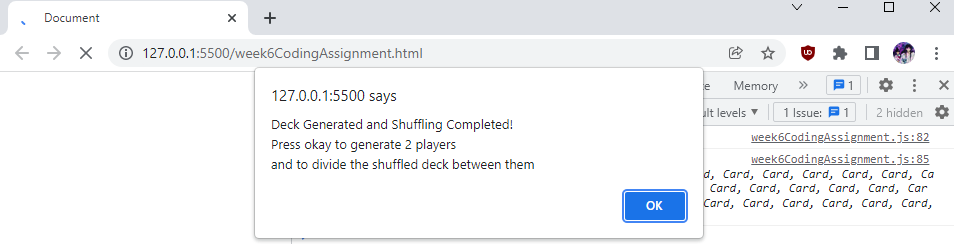 Document
127.0.0.1:5500/week6CodingAssignment.html
127.0.0.1:5500 says
Deck Generated and Shuffling Completed!
Press okay to generate 2 players
and to divide the shuffled deck between them
OK
Memory
1
levels
1 Issue: 1
2 hidden
week6CodingAssignment.js:82
week6CodingAssignment.js:85
Card, Card, Card, Card, Card, Ca
Card, Card, Card, Card, Card, Car
Card, Card, Card, Card, Card, Card,